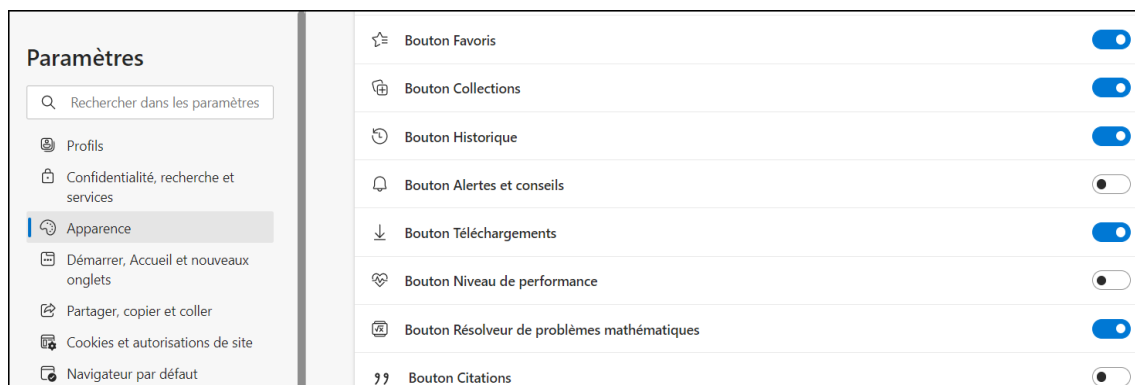 Paramètres
Rechercher dans les paramètres
Profils
Confidentialité, recherche et
services
Apparence
Démarrer, Accueil et nouveaux
onglets
Partager, copier et coller
Cookies et autorisations de site
Navigateur par défaut
Bouton Favoris
Bouton Collections
Bouton Historique
Bouton Alertes et conseils
Bouton Téléchargements
Bouton Niveau de performance
Bouton Résolveur de problèmes mathématiques
Bouton Citations